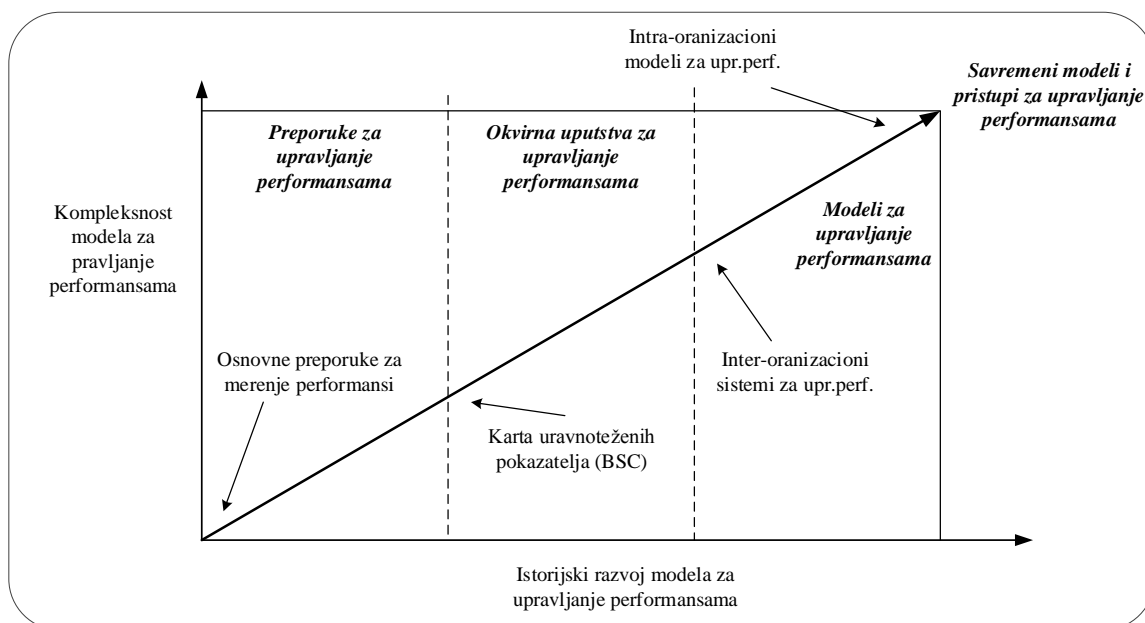 Intra-oranizacioni
modeli za upr.perf.
Savremeni modeli i
pristupi za upravljanje
performansama
Preporuke za
upravljanje
performansama
Okvirna uputstva za
upravljanje
performansama
Kompleksnost
modela za
pravljanje
performansama
Modeli za
upravljanje
performansama
Osnovne preporuke za
merenje performansi
Inter-oranizacioni
sistemi za upr.perf.
Karta uravnoteženih
pokazatelja (BSC)
Istorijski razvoj modela za
upravljanje performansama